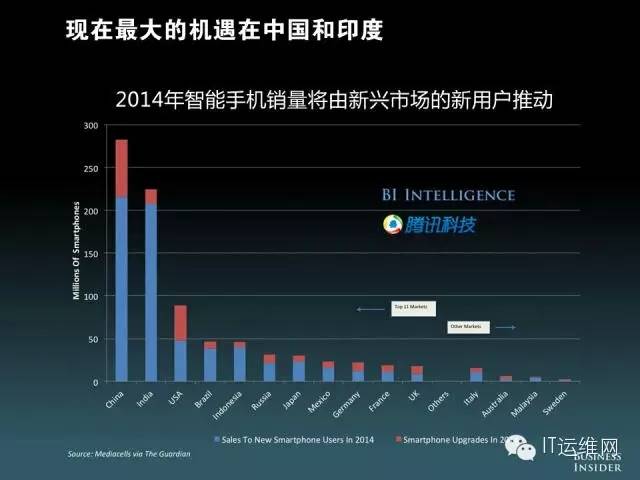 现在最大的机遇在中国和印度
2014年智能手机销量将由新兴市场的新用户推动
300
250
200
150
100
50
0
Millions Of Smartphones
BI INTELLIGENCE
腾讯科技
Top 11 Markets
Other Markets
China
India
USA
Brazil
Indonesia
Russia
Japan
Mexico
Germany
France
UK
Others
Italy
Australia
Malaysia
Sweden
Sales To New Smartphone Users In 2014
Smartphone Upgrades In 2
Source: Mediacells via The Guardian
IT运维网
BUSINESS
INSIDER